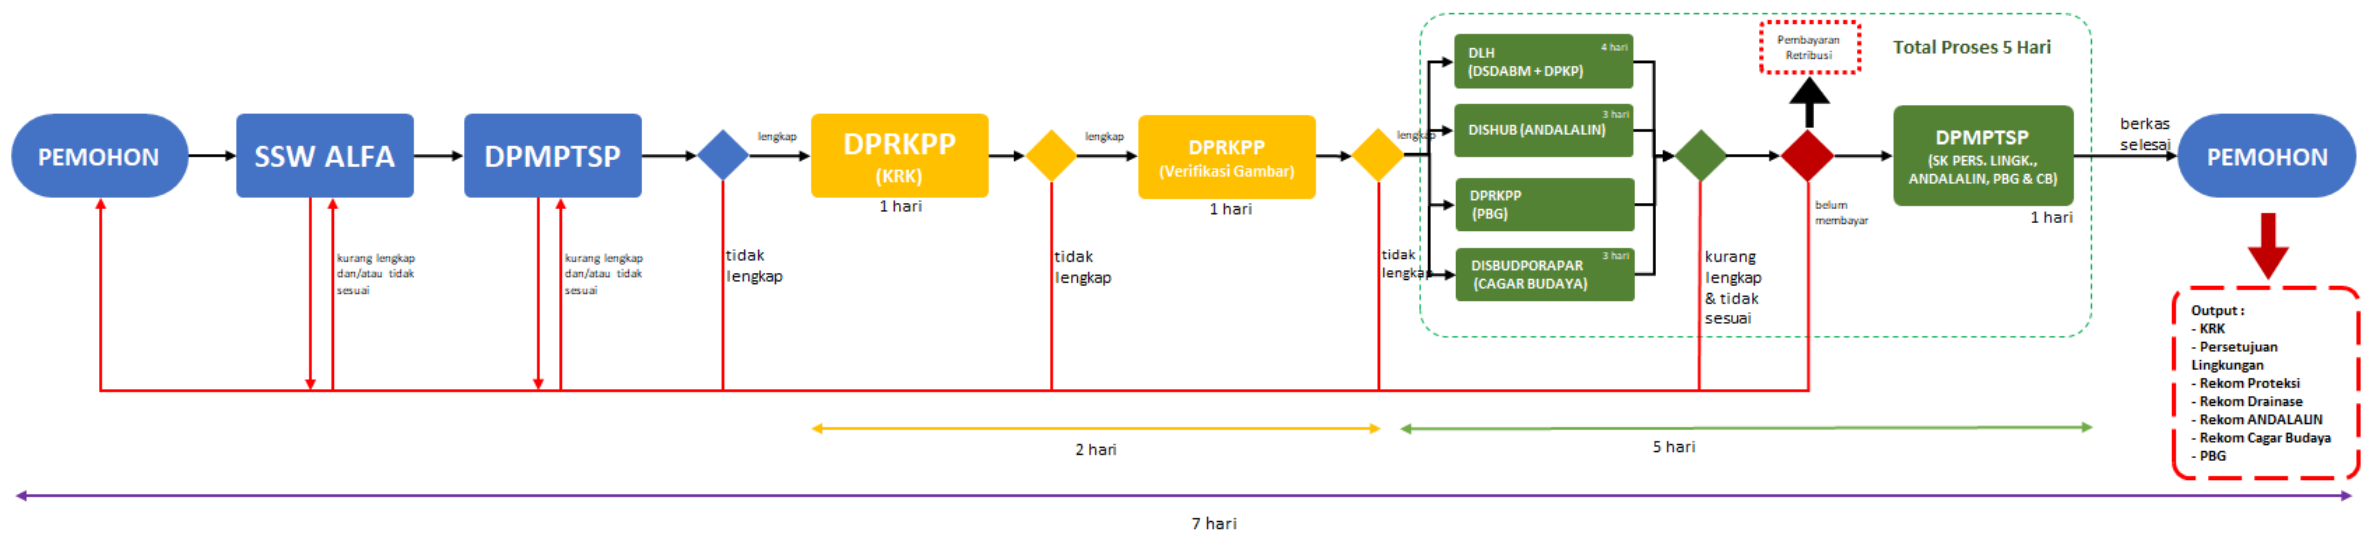 PEMOHON
SSW ALFA
kurang lengkap
dan/atau tidak
sesuai
DPMPTSP
kurang lengkap
dan/atau tidak
sesuai
lengkap
tidak
lengkap
DPRKPP
(KRK)
1 hari
lengkap
tidak
lengkap
DPRKPP
(Verifikasi Gambar)
1 hari
lengkap
tidak
lengkap
DLH
4 hari
(DSDABM + DPKP)
3 hari
DISHUB (ANDALALIN)
DPRKPP
(PBG)
DISBUDPORAPAR
3 hari
(CAGAR BUDAYA)
kurang
lengkap
& tidak
sesuai
Pembayaran
Retribusi
belum
membayar
Total Proses 5 Hari
DPMPTSP
(SK PERS. LINGK.,
ANDALALIN, PBG & CB)
1 hari
berkas
selesai
PEMOHON
Output :
- KRK
- Persetujuan
Lingkungan
- Rekom Proteksi
- Rekom Drainase
- Rekom ANDALALIN
- Rekom Cagar Budaya
- PBG
2 hari
5 hari
7 hari